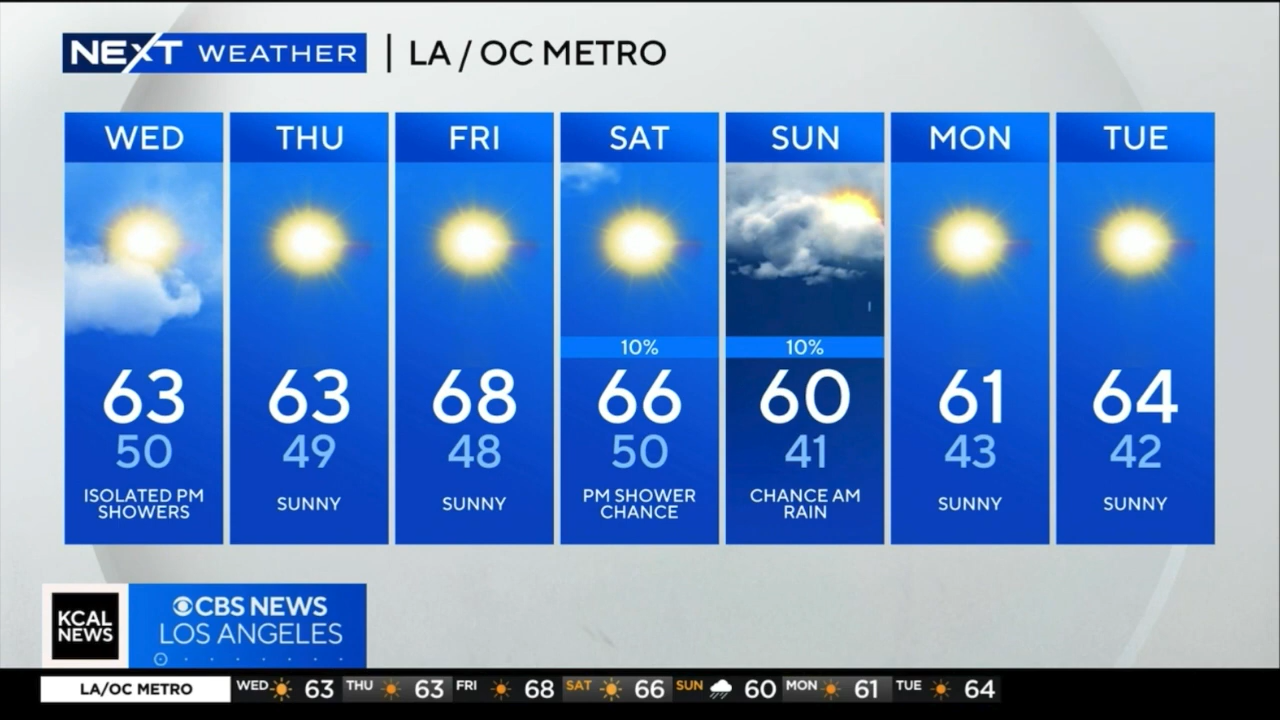 NEXT WEATHER | LA / OC METRO
WED THU FRI SAT SUN MON TUE
10% 10%
63 63 68 66 60 61 64
50 49 48 50 41 43 42
ISOLATED PM SHOWERS
SUNNY
SUNNY
PM SHOWER CHANCE
CHANCE AM RAIN
SUNNY
SUNNY
KCAL NEWS
CBS NEWS
LOS ANGELES
LA/OC METRO WED 63 THU 63 FRI 68 SAT 66 SUN 60 MON 61 TUE 64